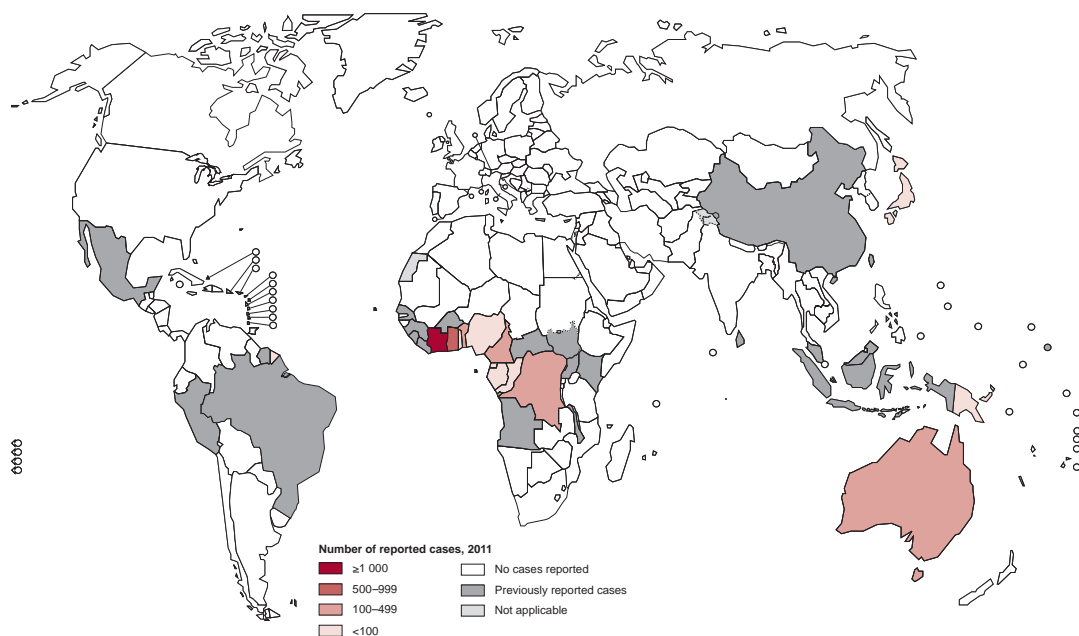 Number of reported cases, 2011
≥1 000
500–999
100–499
<100
No cases reported
Previously reported cases
Not applicable